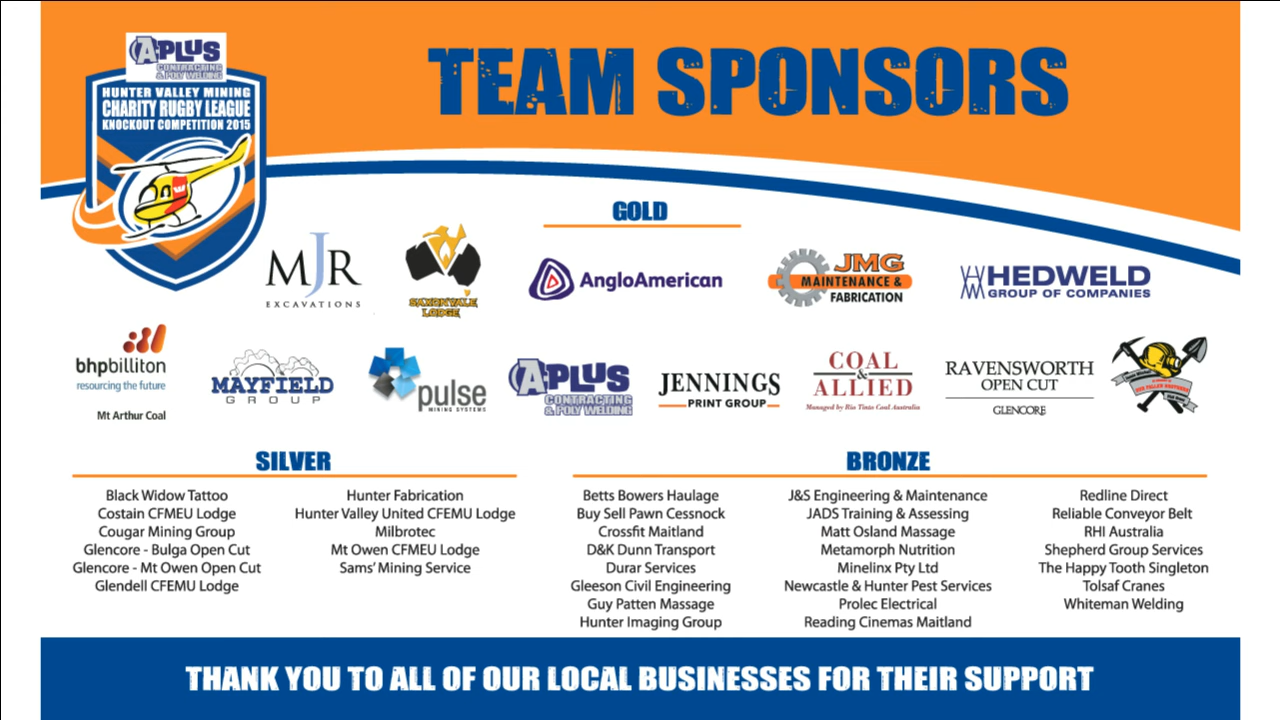 APLUS
CONTRACTING
& POLY WELDING
HUNTER VALLEY MINING
CHARITY RUGBY LEAGUE
KNOCKOUT COMPETITION 2015
TEAM SPONSORS
GOLD
MJR
EXCAVATIONS
SANDNYALE
LODGE
AngloAmerican
JMG
MAINTENANCE &
FABRICATION
HEDWELD
GROUP OF COMPANIES
bhpbilliton
resourcing the future
Mt Arthur Coal
MAYFIELD
GROUP
pulse
MINING SYSTEMS
APLUS
CONTRACTING
& POLY WELDING
JENNINGS
PRINT GROUP
COAL
&
ALLIED
Managed by Rio Tinto Coal Australia
RAVENSWORTH
OPEN CUT
GLENCORE
SILVER
Black Widow Tattoo
Costain CFMEU Lodge
Cougar Mining Group
Glencore - Bulga Open Cut
Glencore - Mt Owen Open Cut
Glendell CFEMU Lodge
Hunter Fabrication
Hunter Valley United CFEMU Lodge
Milbrotec
Mt Owen CFMEU Lodge
Sams' Mining Service
BRONZE
Betts Bowers Haulage
Buy Sell Pawn Cessnock
Crossfit Maitland
D&K Dunn Transport
Durar Services
Gleeson Civil Engineering
Guy Patten Massage
Hunter Imaging Group
J&S Engineering & Maintenance
JADS Training & Assessing
Matt Osland Massage
Metamorph Nutrition
Minelinx Pty Ltd
Newcastle & Hunter Pest Services
Prolec Electrical
Reading Cinemas Maitland
Redline Direct
Reliable Conveyor Belt
RHI Australia
Shepherd Group Services
The Happy Tooth Singleton
Tolsaf Cranes
Whiteman Welding
THANK YOU TO ALL OF OUR LOCAL BUSINESSES FOR THEIR SUPPORT